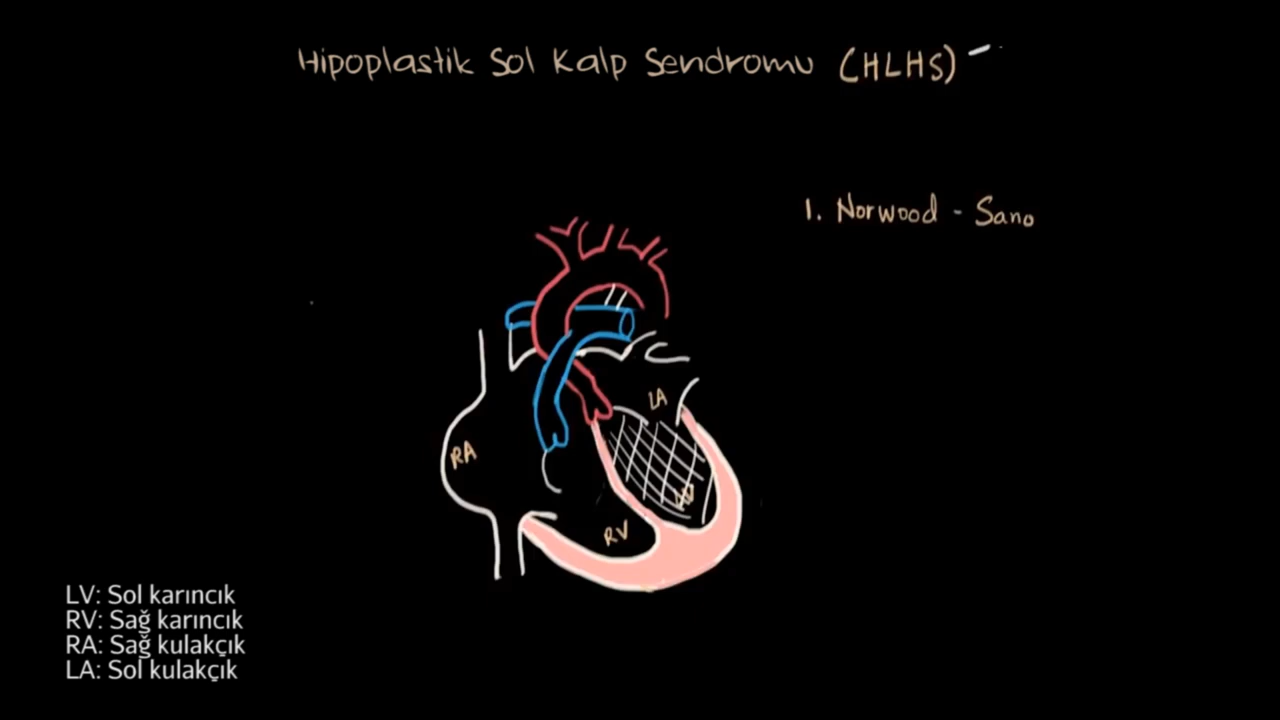 Hipoplastik Sol Kalp Sendromu (HLHS) -
1. Norwood - Sano
LA
RA
LV
RV
LV: Sol karıncık
RV: Sağ karıncık
RA: Sağ kulakçık
LA: Sol kulakçık